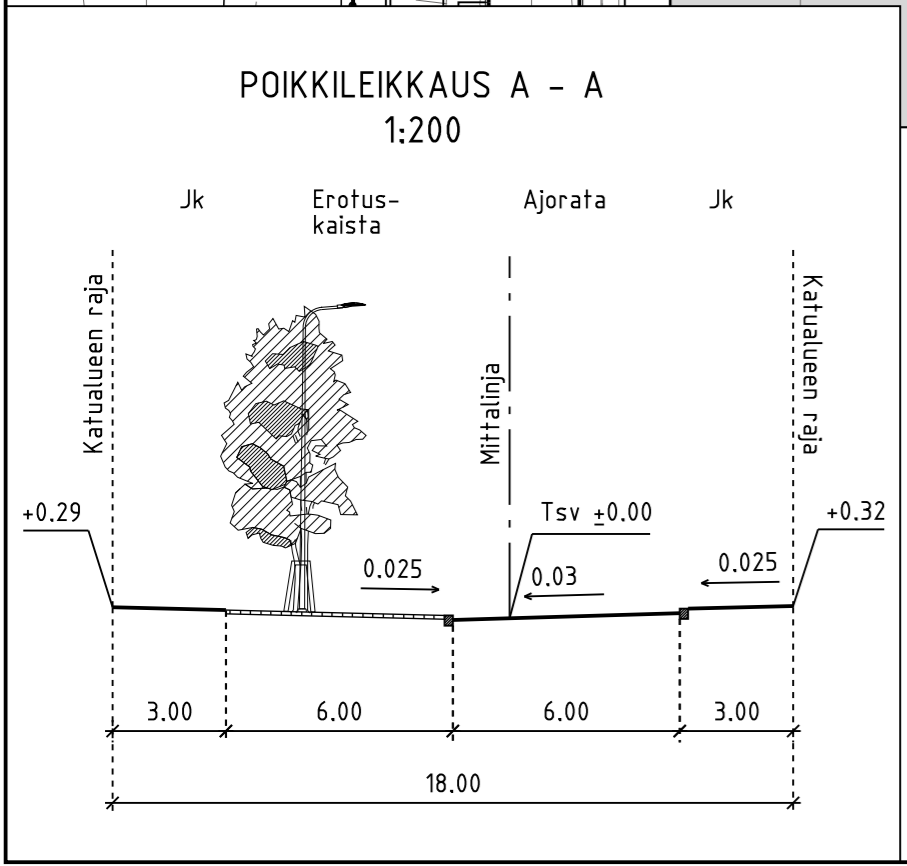 POIKKILEIKKAUS A - A
1:200
Jk
Erotus-
kaista
Ajorata
Jk
Katualueen raja
Mittalinja
Katualueen raja
+0.29
Tsv ±0.00
+0.32
0.025
0.03
0.025
3.00
6.00
6.00
3.00
18.00